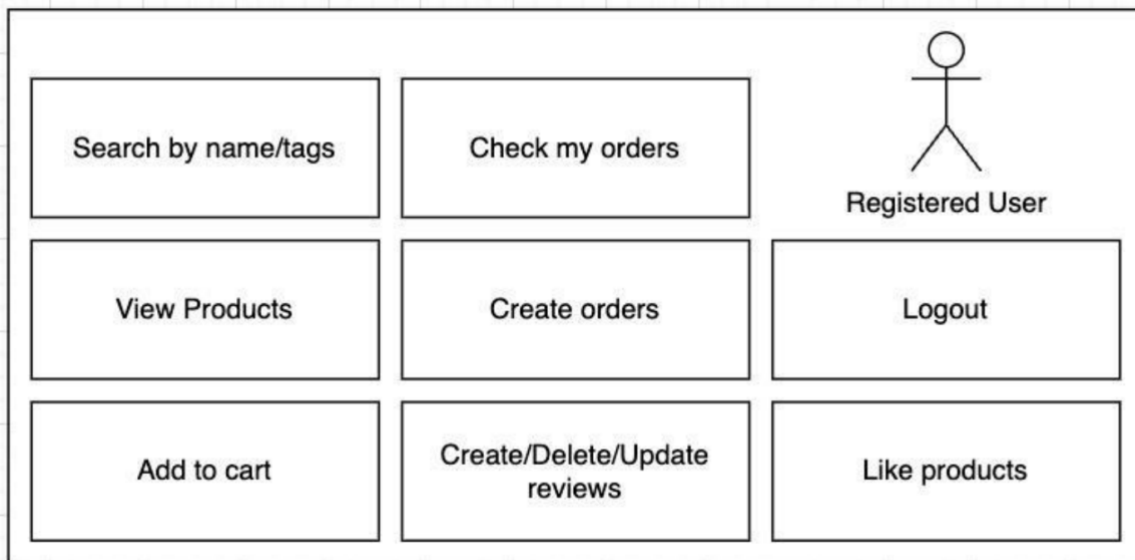 Search by name/tags
Check my orders
Registered User
View Products
Create orders
Logout
Add to cart
Create/Delete/Update
reviews
Like products